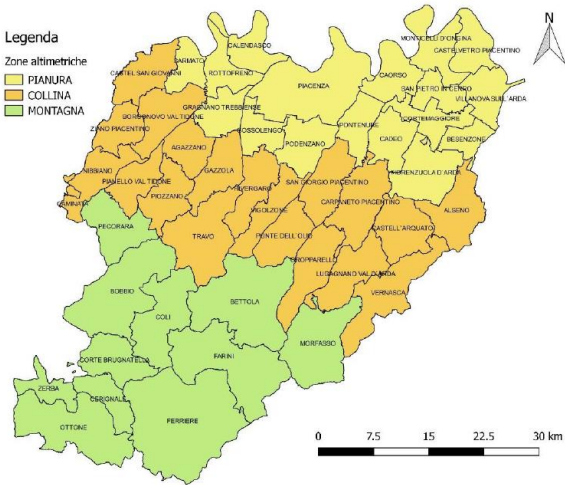 Legenda
Zone altimetriche
PIANURA
COLLINA
MONTAGNA
N
MONTICELLI D'ONGINA
CALENDASCO
CASTELVETRO PIACENTINO
SARMATO
CASTEL SAN GIOVANNI
ROTTOFRENO
CAORSO
PIACENZA
SAN PIETRO IN CERRO
VILLANOVA SULL'ARDA
BORGONOVO VAL TIDONE
GRAGNANO TREBBIENSE
CORTEMAGGIORE
ZIANO PIACENTINO
GOSSOLENGO
PONTENURE
CADEO
BESENZONE
PODENZANO
AGAZZANO
NIBBIANO
GAZZOLA
FIORENZUOLA D'ARDA
PIANELLO VAL TIDONE
RIVERGARO
SAN GIORGIO PIACENTINO
PIOZZANO
CAMINATA
VIGOLZONE
CARPANETO PIACENTINO
ALSENO
PECORARA
TRAVO
PONTE DELL'OLIO
CASTELL'ARQUATO
GROPPARELLO
LUGAGNANO VAL D'ARDA
BOBBIO
VERNASCA
BETTOLA
COLI
MORFASSO
CORTE BRUGNATELLA
FARINI
ZERBA
CERIGNALE
OTTONE
FERRIERE
0 7.5 15 22.5 30 km